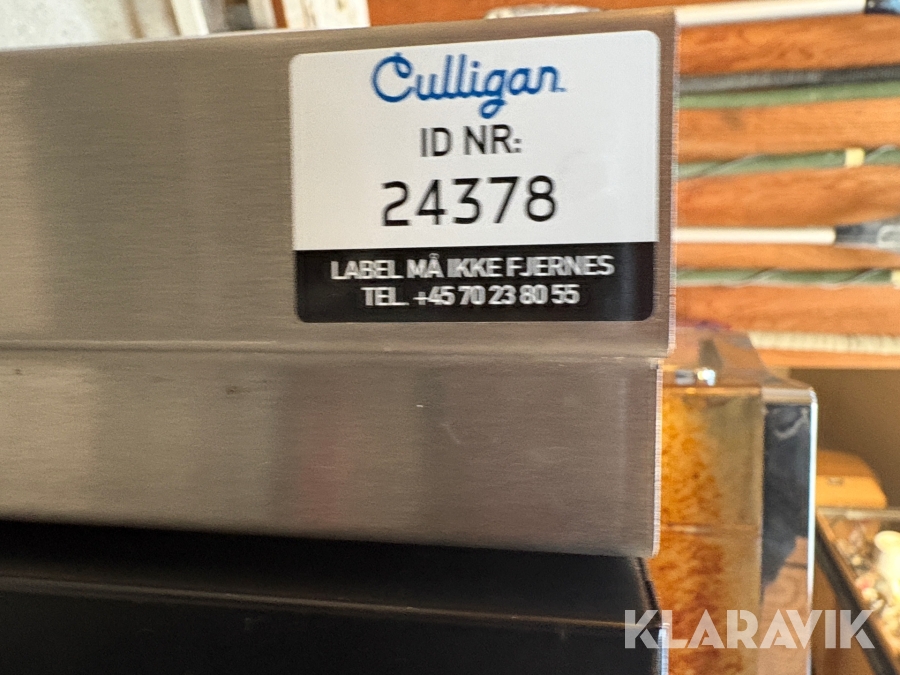 Culligan
ID NR:
24378
LABEL MÅ IKKE FJERNES
TEL. +45 70 23 80 55
KLARAVIK